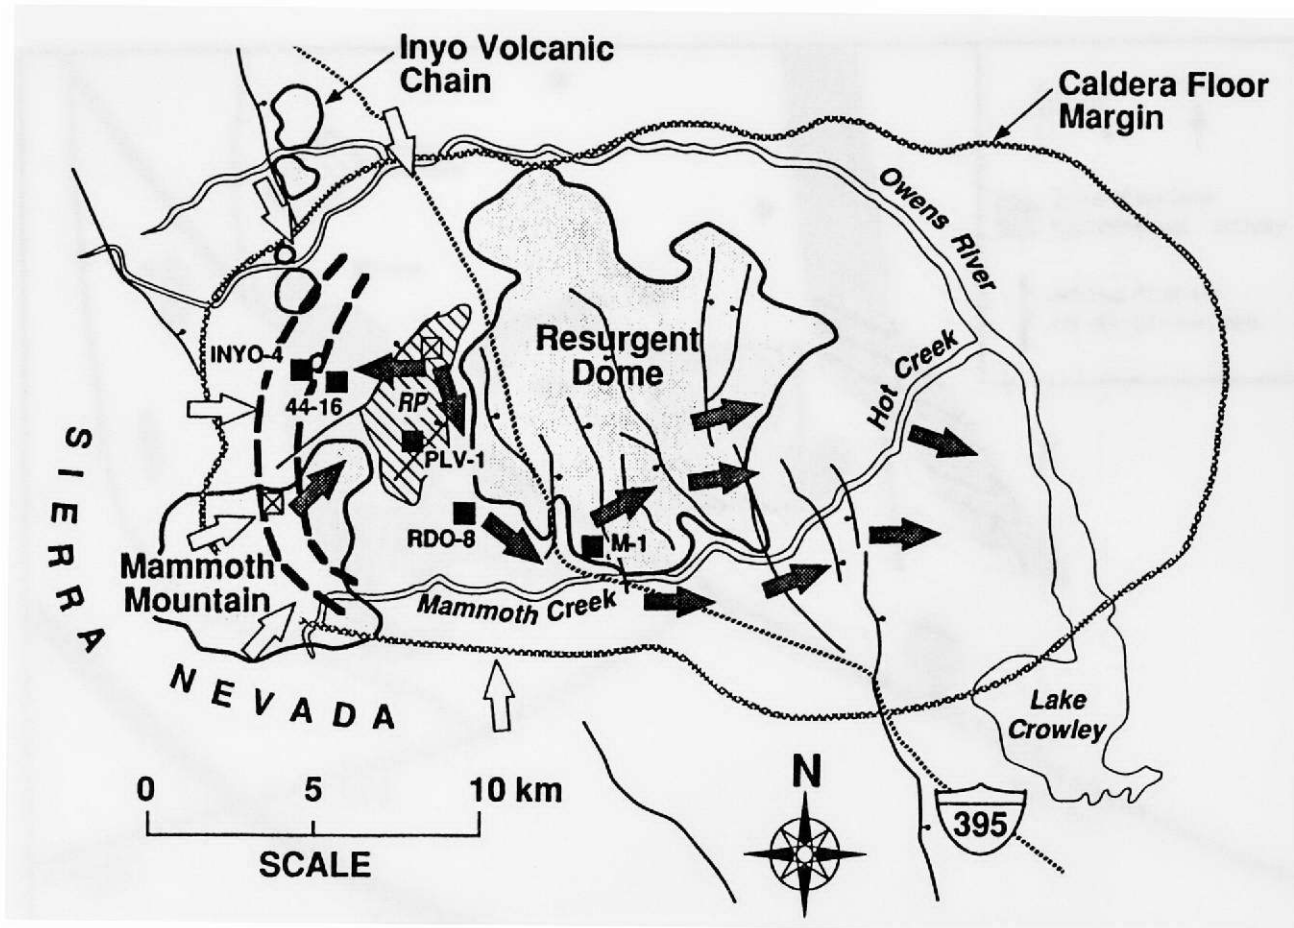 Inyo Volcanic
Chain
Caldera Floor
Margin
Owens River
INYO-4
Resurgent
Dome
Hot Creek
44-16
RP
PLV-1
SIERRA NEVADA
RDO-8
M-1
Mammoth
Mountain
Mammoth Creek
Lake
Crowley
N
0 5 10 km
SCALE
395